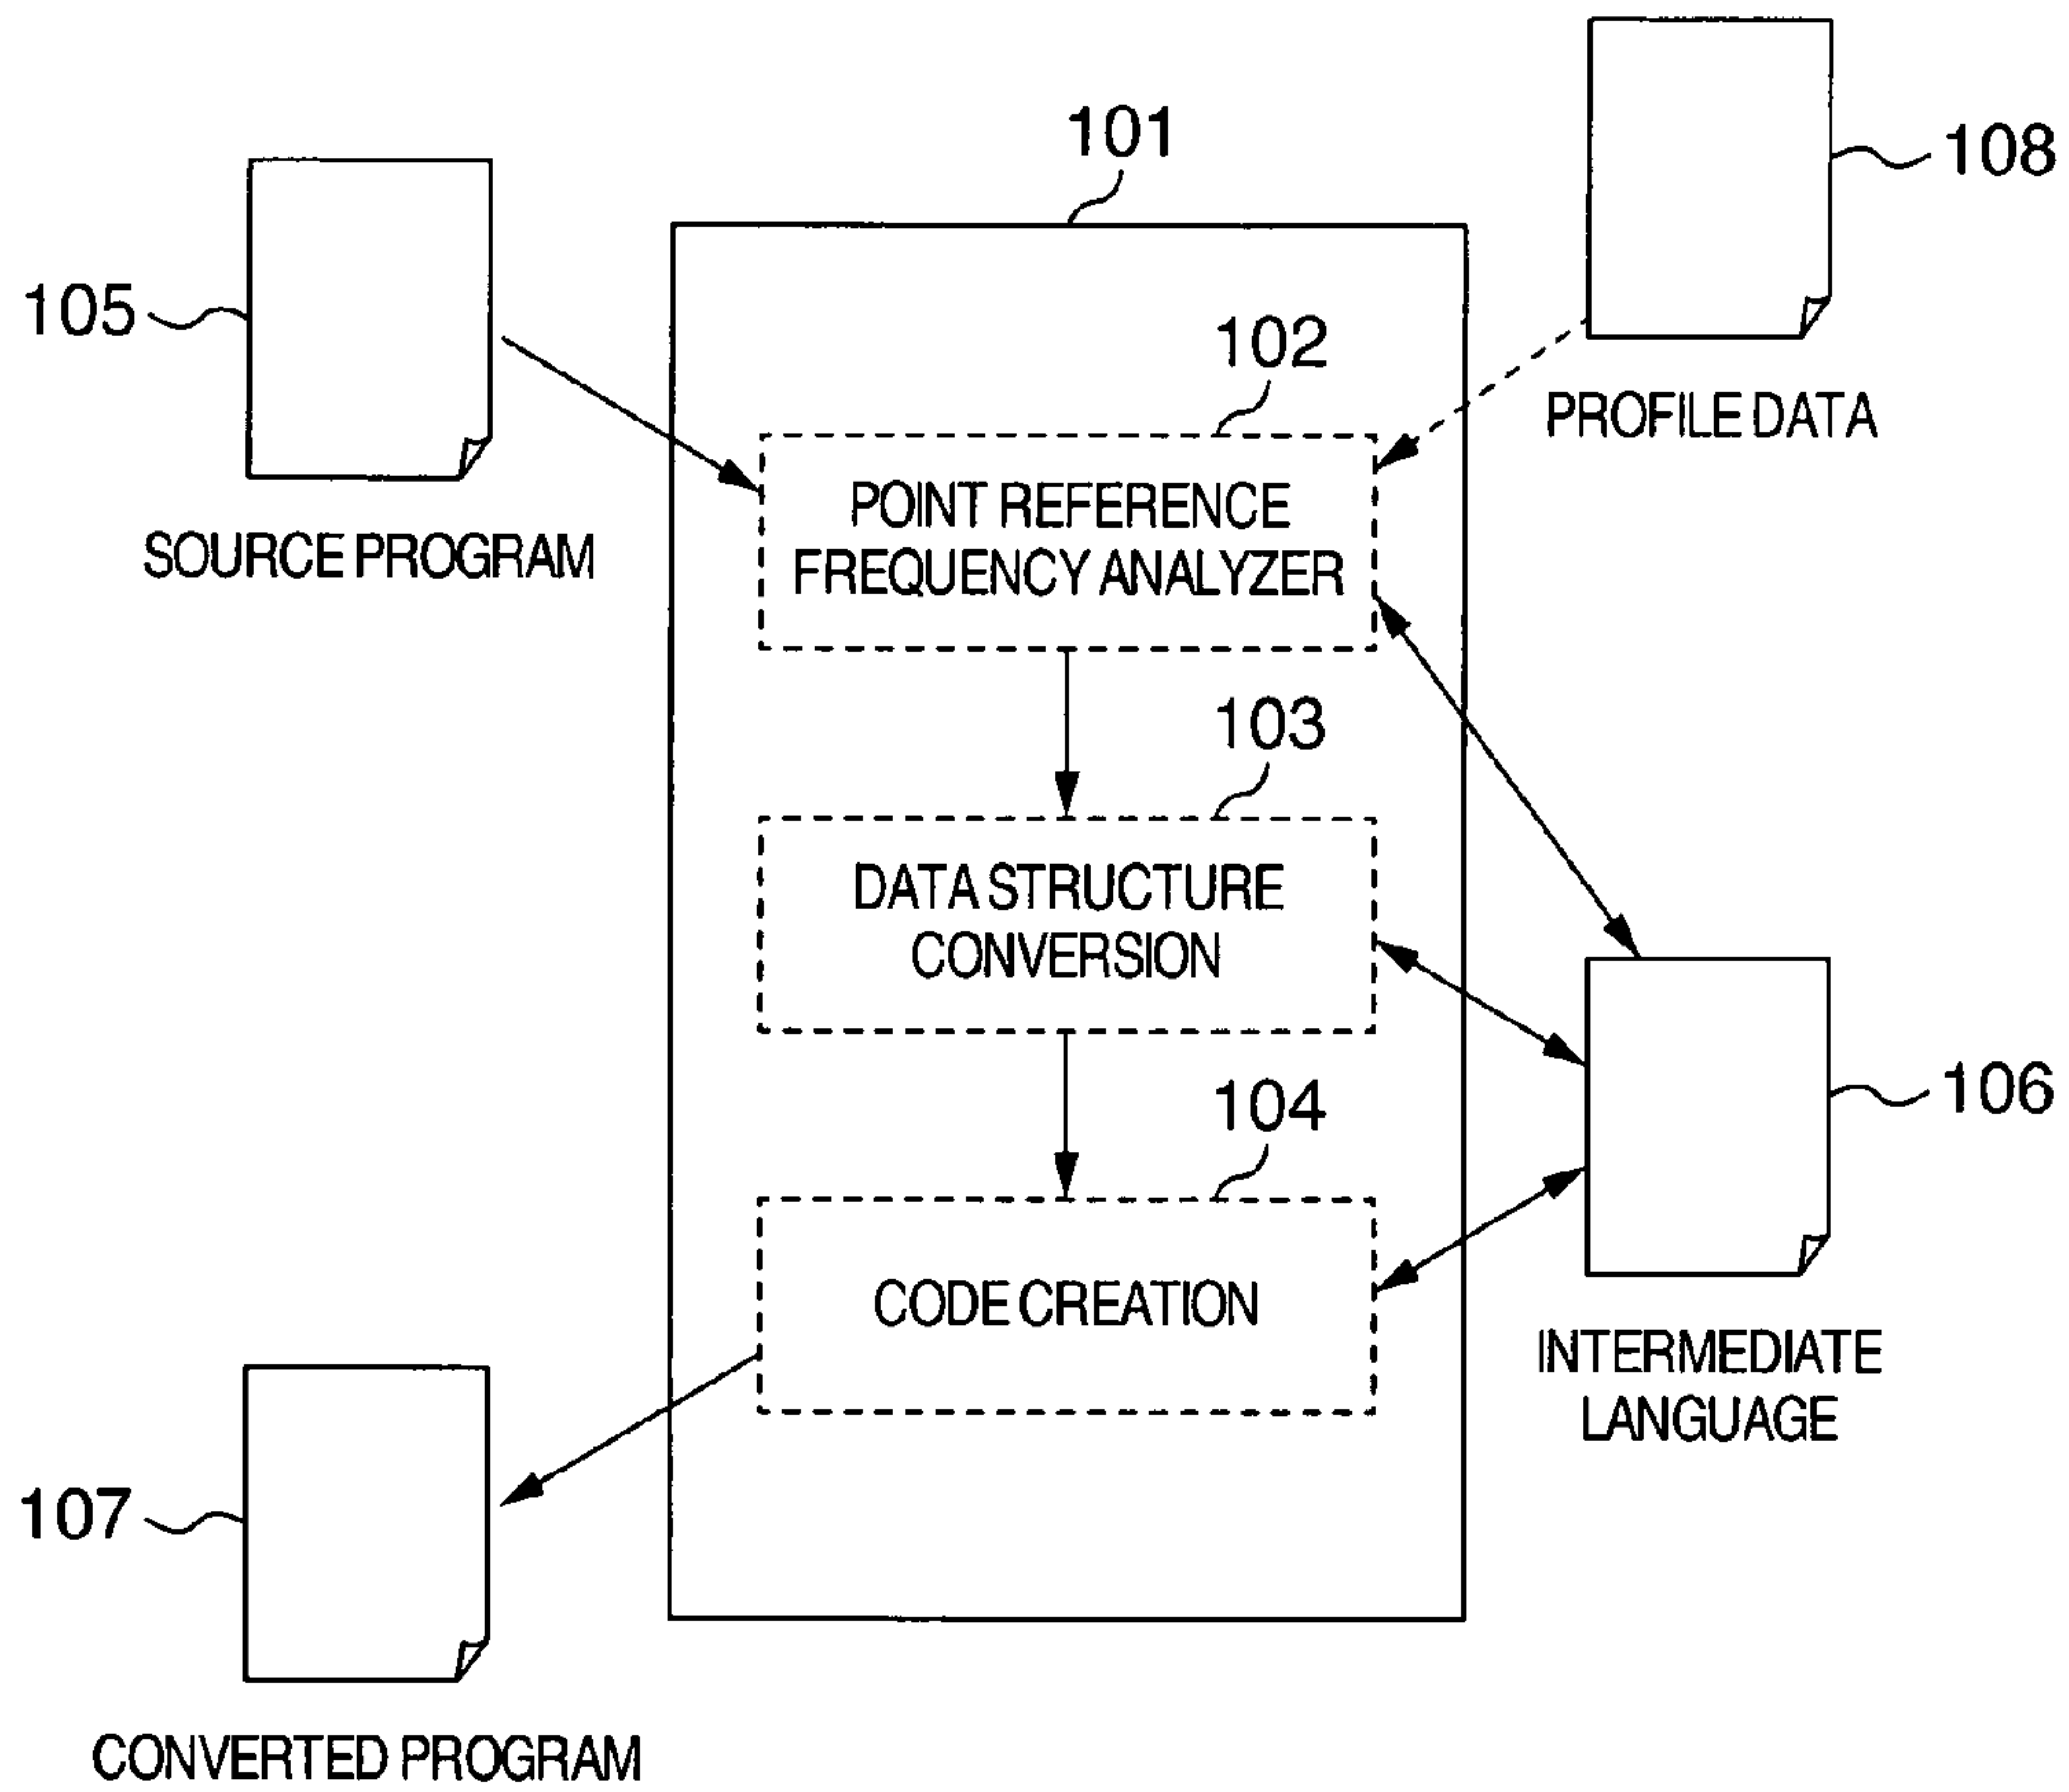 101
108
105
102
PROFILE DATA
POINT REFERENCE
FREQUENCY ANALYZER
SOURCE PROGRAM
103
DATA STRUCTURE
CONVERSION
106
104
CODE CREATION
INTERMEDIATE
LANGUAGE
107
CONVERTED PROGRAM